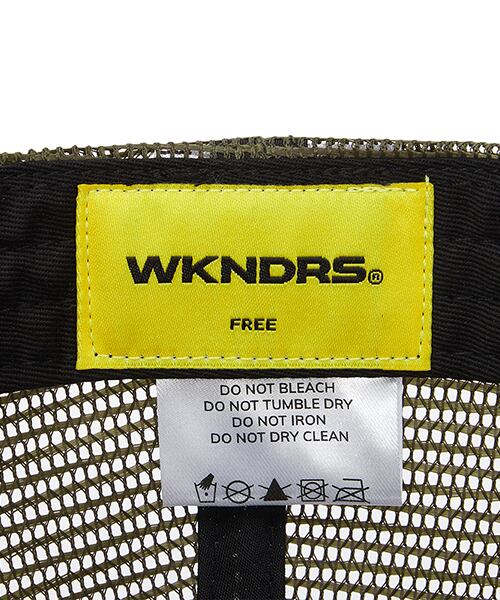 WKNDRS®
FREE
DO NOT BLEACH
DO NOT TUMBLE DRY
DO NOT IRON
DO NOT DRY CLEAN